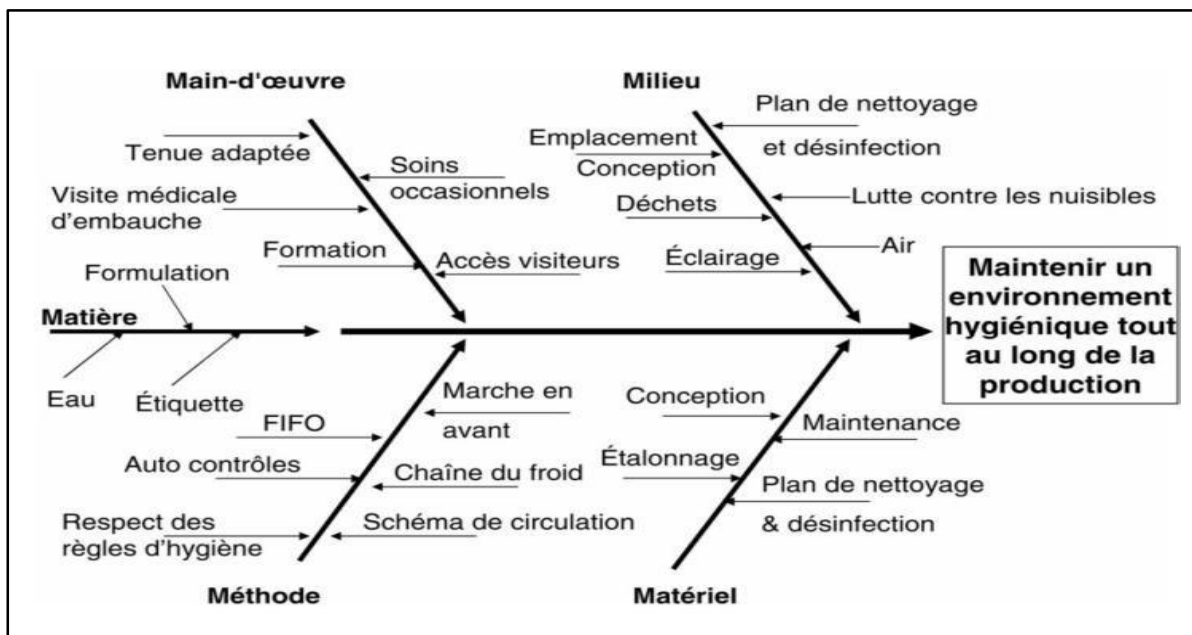 Main-d'œuvre
Tenue adaptée
Soins
occasionnels
Visite médicale
d'embauche
Formation
Accès visiteurs
Milieu
Plan de nettoyage
et désinfection
Emplacement
Conception
Lutte contre les nuisibles
Déchets
Air
Éclairage
Formulation
Matière
Eau
Étiquette
Maintenir un
environnement
hygiénique tout
au long de la
production
Marche en
avant
FIFO
Auto contrôles
Chaîne du froid
Respect des
règles d'hygiène
Schéma de circulation
Méthode
Conception
Maintenance
Étalonnage
Plan de nettoyage
& désinfection
Matériel